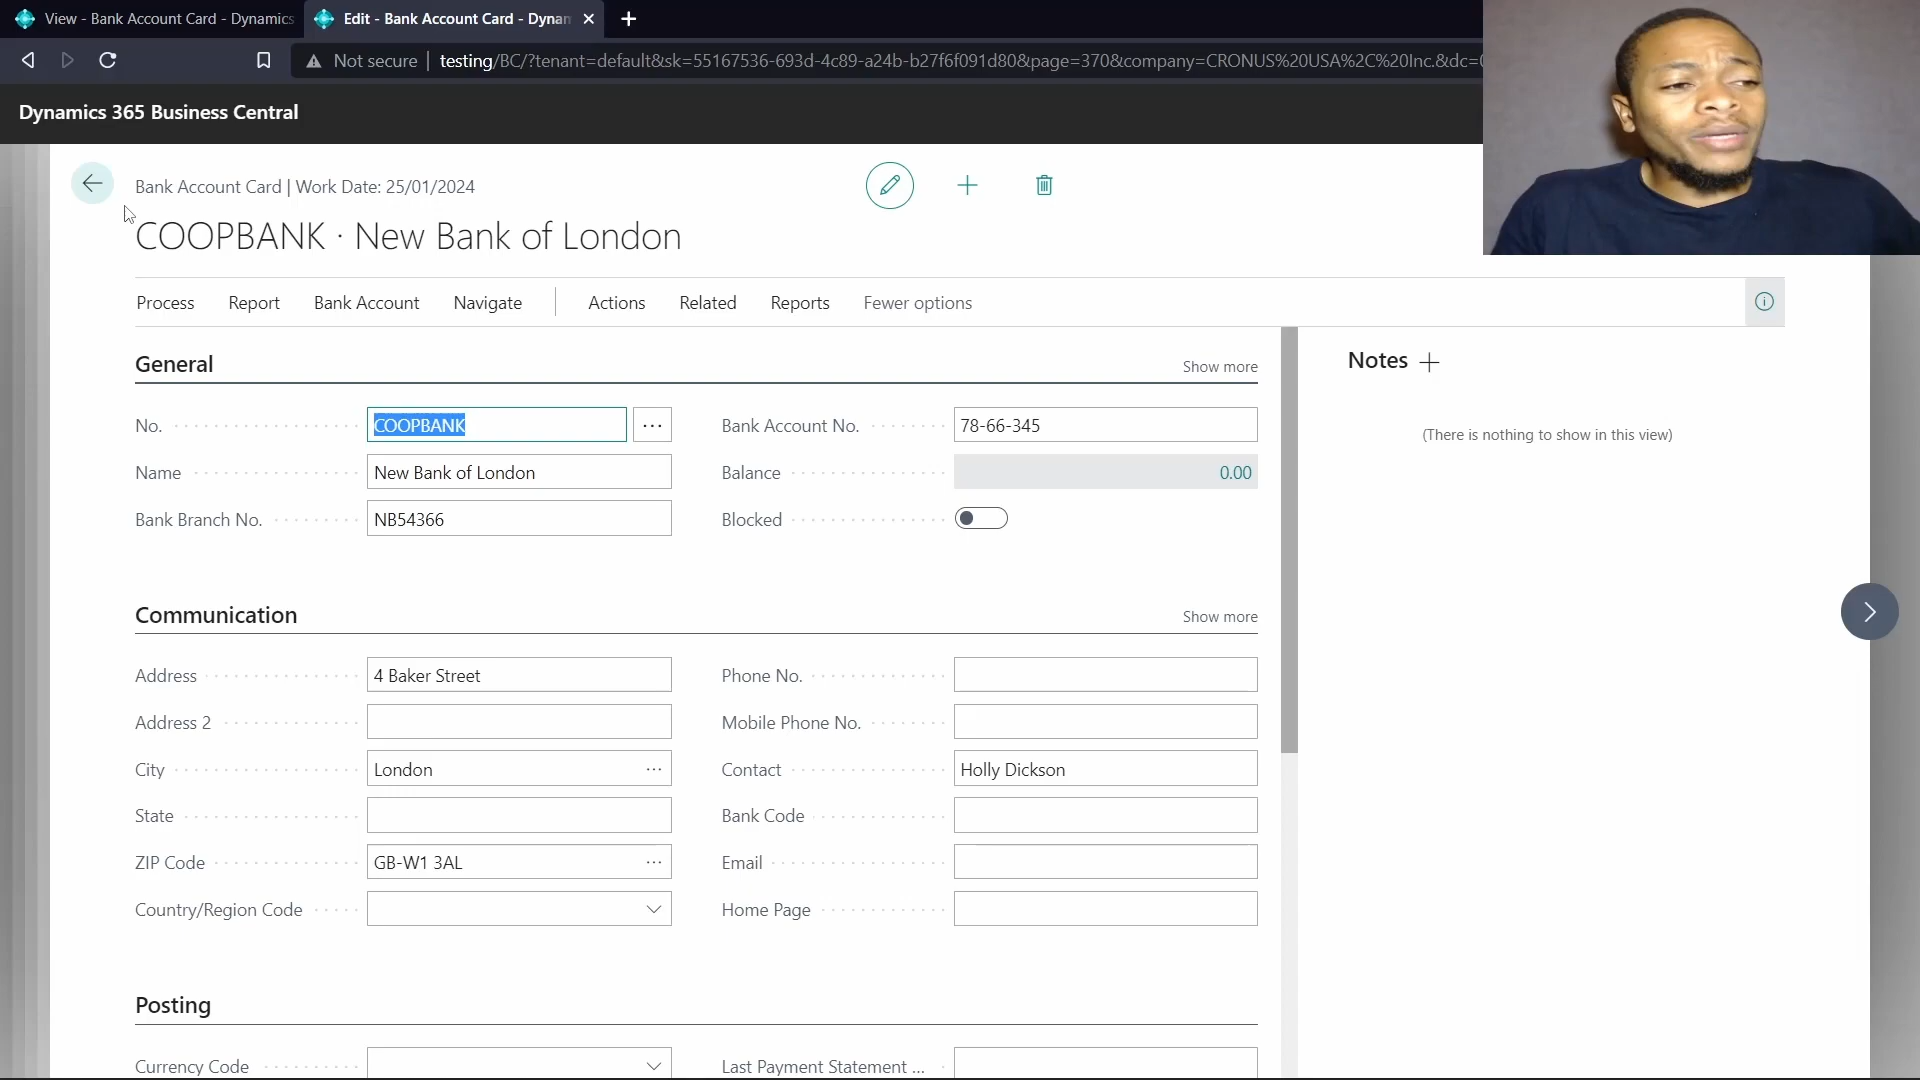 View - Bank Account Card - Dynamics
Edit - Bank Account Card - Dynam
Not secure
testing/BC/?tenant=default&sk=55167536-693d-4c89-a24b-b27f6f091d80&page=370&company=CRONUS%20USA%2C%20Inc.&dc=0
Dynamics 365 Business Central
Bank Account Card | Work Date: 25/01/2024
COOPBANK · New Bank of London
Process Report Bank Account Navigate Actions Related Reports Fewer options
General Show more
No. COOPBANK
Name New Bank of London
Bank Branch No. NB54366
Bank Account No. 78-66-345
Balance 0.00
Blocked
Communication Show more
Address 4 Baker Street
Address 2
City London
State
ZIP Code GB-W1 3AL
Country/Region Code
Phone No.
Mobile Phone No.
Contact Holly Dickson
Bank Code
Email
Home Page
Posting
Currency Code
Last Payment Statement ...
Notes
(There is nothing to show in this view)